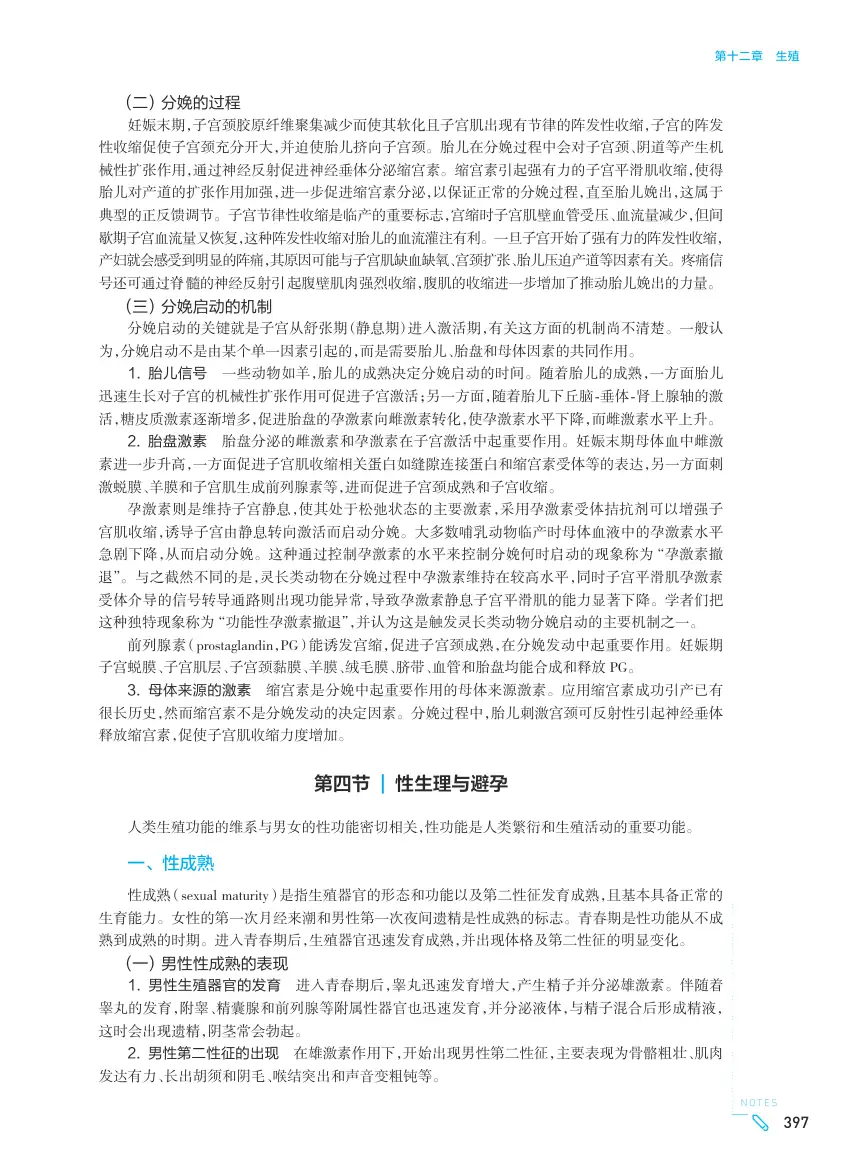 第十二章 生殖
（二）分娩的过程
妊娠末期,子宫颈胶原纤维聚集减少而使其软化且子宫肌出现有节律的阵发性收缩,子宫的阵发
性收缩促使子宫颈充分开大,并迫使胎儿挤向子宫颈。胎儿在分娩过程中会对子宫颈、阴道等产生机
械性扩张作用,通过神经反射促进神经垂体分泌缩宫素。缩宫素引起强有力的子宫平滑肌收缩,使得
胎儿对产道的扩张作用加强,进一步促进缩宫素分泌,以保证正常的分娩过程,直至胎儿娩出,这属于
典型的正反馈调节。子宫节律性收缩是临产的重要标志,宫缩时子宫肌壁血管受压、血流量减少,但间
歇期子宫血流量又恢复,这种阵发性收缩对胎儿的血流灌注有利。一旦子宫开始了强有力的阵发性收缩,
产妇就会感受到明显的阵痛,其原因可能与子宫肌缺血缺氧、宫颈扩张、胎儿压迫产道等因素有关。疼痛信
号还可通过脊髓的神经反射引起腹壁肌肉强烈收缩,腹肌的收缩进一步增加了推动胎儿娩出的力量。
（三）分娩启动的机制
分娩启动的关键就是子宫从舒张期(静息期)进入激活期,有关这方面的机制尚不清楚。一般认
为,分娩启动不是由某个单一因素引起的,而是需要胎儿、胎盘和母体因素的共同作用。
1. 胎儿信号 一些动物如羊,胎儿的成熟决定分娩启动的时间。随着胎儿的成熟,一方面胎儿
迅速生长对子宫的机械性扩张作用可促进子宫激活;另一方面,随着胎儿下丘脑-垂体-肾上腺轴的激
活,糖皮质激素逐渐增多,促进胎盘的孕激素向雌激素转化,使孕激素水平下降,而雌激素水平上升。
2. 胎盘激素 胎盘分泌的雌激素和孕激素在子宫激活中起重要作用。妊娠末期母体血中雌激
素进一步升高,一方面促进子宫肌收缩相关蛋白如缝隙连接蛋白和缩宫素受体等的表达,另一方面刺
激蜕膜、羊膜和子宫肌生成前列腺素等,进而促进子宫颈成熟和子宫收缩。
孕激素则是维持子宫静息,使其处于松弛状态的主要激素,采用孕激素受体拮抗剂可以增强子
宫肌收缩,诱导子宫由静息转向激活而启动分娩。大多数哺乳动物临产时母体血液中的孕激素水平
急剧下降,从而启动分娩。这种通过控制孕激素的水平来控制分娩何时启动的现象称为“孕激素撤
退”。与之截然不同的是,灵长类动物在分娩过程中孕激素维持在较高水平,同时子宫平滑肌孕激素
受体介导的信号转导通路则出现功能异常,导致孕激素静息子宫平滑肌的能力显著下降。学者们把
这种独特现象称为“功能性孕激素撤退”,并认为这是触发灵长类动物分娩启动的主要机制之一。
前列腺素(prostaglandin,PG)能诱发宫缩,促进子宫颈成熟,在分娩发动中起重要作用。妊娠期
子宫蜕膜、子宫肌层、子宫颈黏膜、羊膜、绒毛膜、脐带、血管和胎盘均能合成和释放 PG。
3. 母体来源的激素 缩宫素是分娩中起重要作用的母体来源激素。应用缩宫素成功引产已有
很长历史,然而缩宫素不是分娩发动的决定因素。分娩过程中,胎儿刺激宫颈可反射性引起神经垂体
释放缩宫素,促使子宫肌收缩力度增加。
第四节 | 性生理与避孕
人类生殖功能的维系与男女的性功能密切相关,性功能是人类繁衍和生殖活动的重要功能。
一、性成熟
性成熟(sexual maturity)是指生殖器官的形态和功能以及第二性征发育成熟,且基本具备正常的
生育能力。女性的第一次月经来潮和男性第一次夜间遗精是性成熟的标志。青春期是性功能从不成
熟到成熟的时期。进入青春期后,生殖器官迅速发育成熟,并出现体格及第二性征的明显变化。
（一）男性性成熟的表现
1. 男性生殖器官的发育 进入青春期后,睾丸迅速发育增大,产生精子并分泌雄激素。伴随着
睾丸的发育,附睾、精囊腺和前列腺等附属性器官也迅速发育,并分泌液体,与精子混合后形成精液,
这时会出现遗精,阴茎常会勃起。
2. 男性第二性征的出现 在雄激素作用下,开始出现男性第二性征,主要表现为骨骼粗壮、肌肉
发达有力、长出胡须和阴毛、喉结突出和声音变粗钝等。
NOTES
397